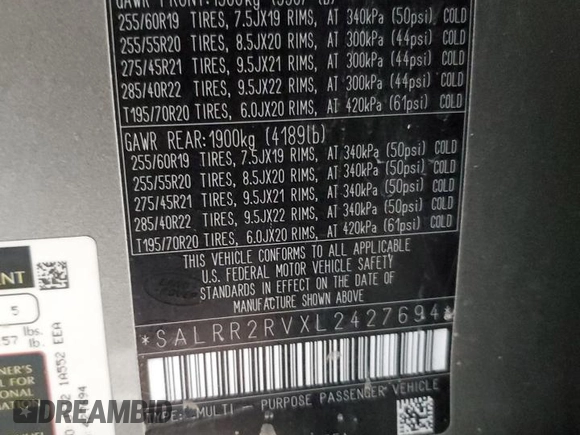 255/60R19 TIRES, 7.5JX19 RIMS, AT 340kPa (50psi) COLD
255/55R20 TIRES, 8.5JX20 RIMS, AT 300kPa (44psi) COLD
275/45R21 TIRES, 9.5JX21 RIMS, AT 300kPa (44psi) COLD
285/40R22 TIRES, 9.5JX22 RIMS, AT 300kPa (44psi) COLD
T195/70R20 TIRES, 6.0JX20 RIMS, AT 420kPa (61psi) COLD
GAWR REAR:1900kg (4189lb)
255/60R19 TIRES, 7.5JX19 RIMS, AT 340kPa (50psi) COLD
255/55R20 TIRES, 8.5JX20 RIMS, AT 340kPa (50psi) COLD
275/45R21 TIRES, 9.5JX21 RIMS, AT 340kPa (50psi) COLD
285/40R22 TIRES, 9.5JX22 RIMS, AT 340kPa (50psi) COLD
T195/70R20 TIRES, 6.0JX20 RIMS, AT 420kPa (61psi) COLD
THIS VEHICLE CONFORMS TO ALL APPLICABLE
U.S. FEDERAL MOTOR VEHICLE SAFETY
STANDARDS IN EFFECT ON THE DATE OF
MANUFACTURE SHOWN ABOVE
*SALRR2RVXL2427694*
TYPE: MULTI - PURPOSE PASSENGER VEHICLE
5
lbs.
lb.
1A552 EEA
DREAMBID